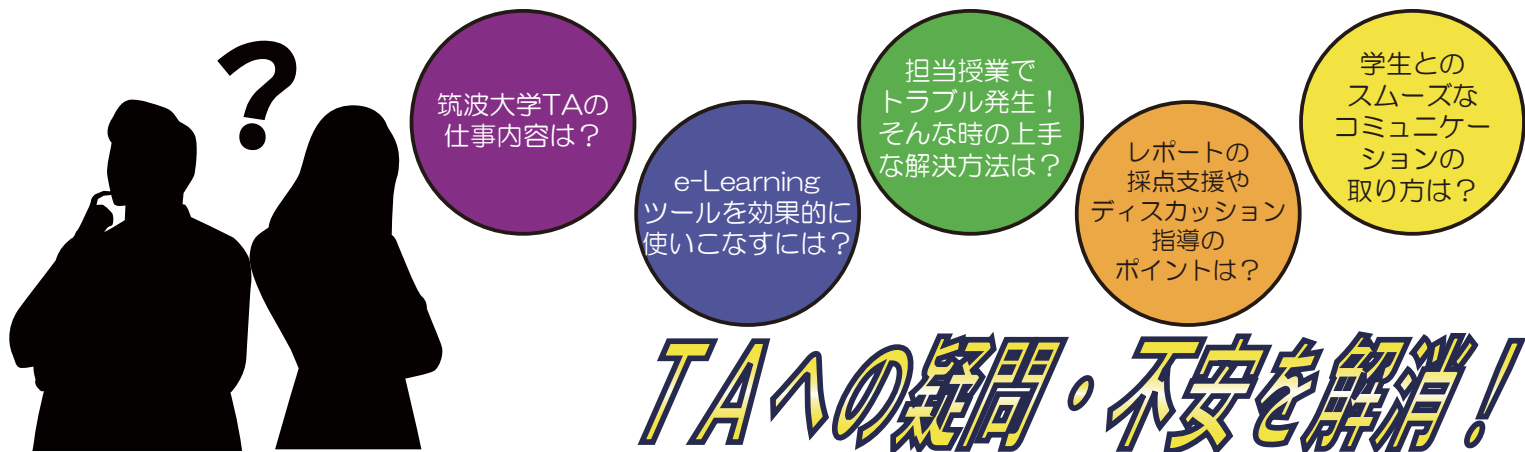 ?
筑波大学TAの
仕事内容は？
e-Learning
ツールを効果的に
使いこなすには？
担当授業で
トラブル発生！
そんな時の上手
な解決方法は？
レポートの
採点支援や
ディスカッション
指導の
ポイントは？
学生との
スムーズな
コミュニケー
ションの
取り方は？
TAへの疑問・不安を解消！